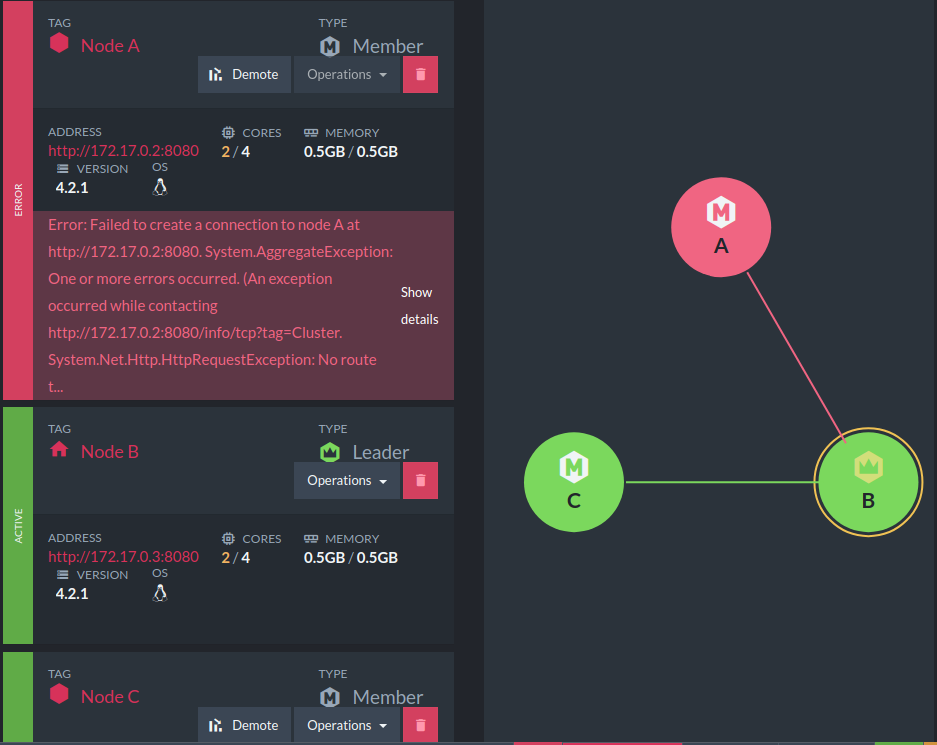 TAG TYPE
Node A Member
Demote Operations
ADDRESS CORES MEMORY
http://172.17.0.2:8080 2 / 4 0.5GB / 0.5GB
VERSION OS
4.2.1
ERROR
Error: Failed to create a connection to node A at
http://172.17.0.2:8080. System.AggregateException:
One or more errors occurred. (An exception
occurred while contacting
http://172.17.0.2:8080/info/tcp?tag=Cluster.
System.Net.Http.HttpRequestException: No route
t...
Show
details
TAG TYPE
Node B Leader
Operations
ADDRESS CORES MEMORY
http://172.17.0.3:8080 2 / 4 0.5GB / 0.5GB
VERSION OS
4.2.1
ACTIVE
TAG TYPE
Node C Member
Demote Operations
M
A
M
C
B